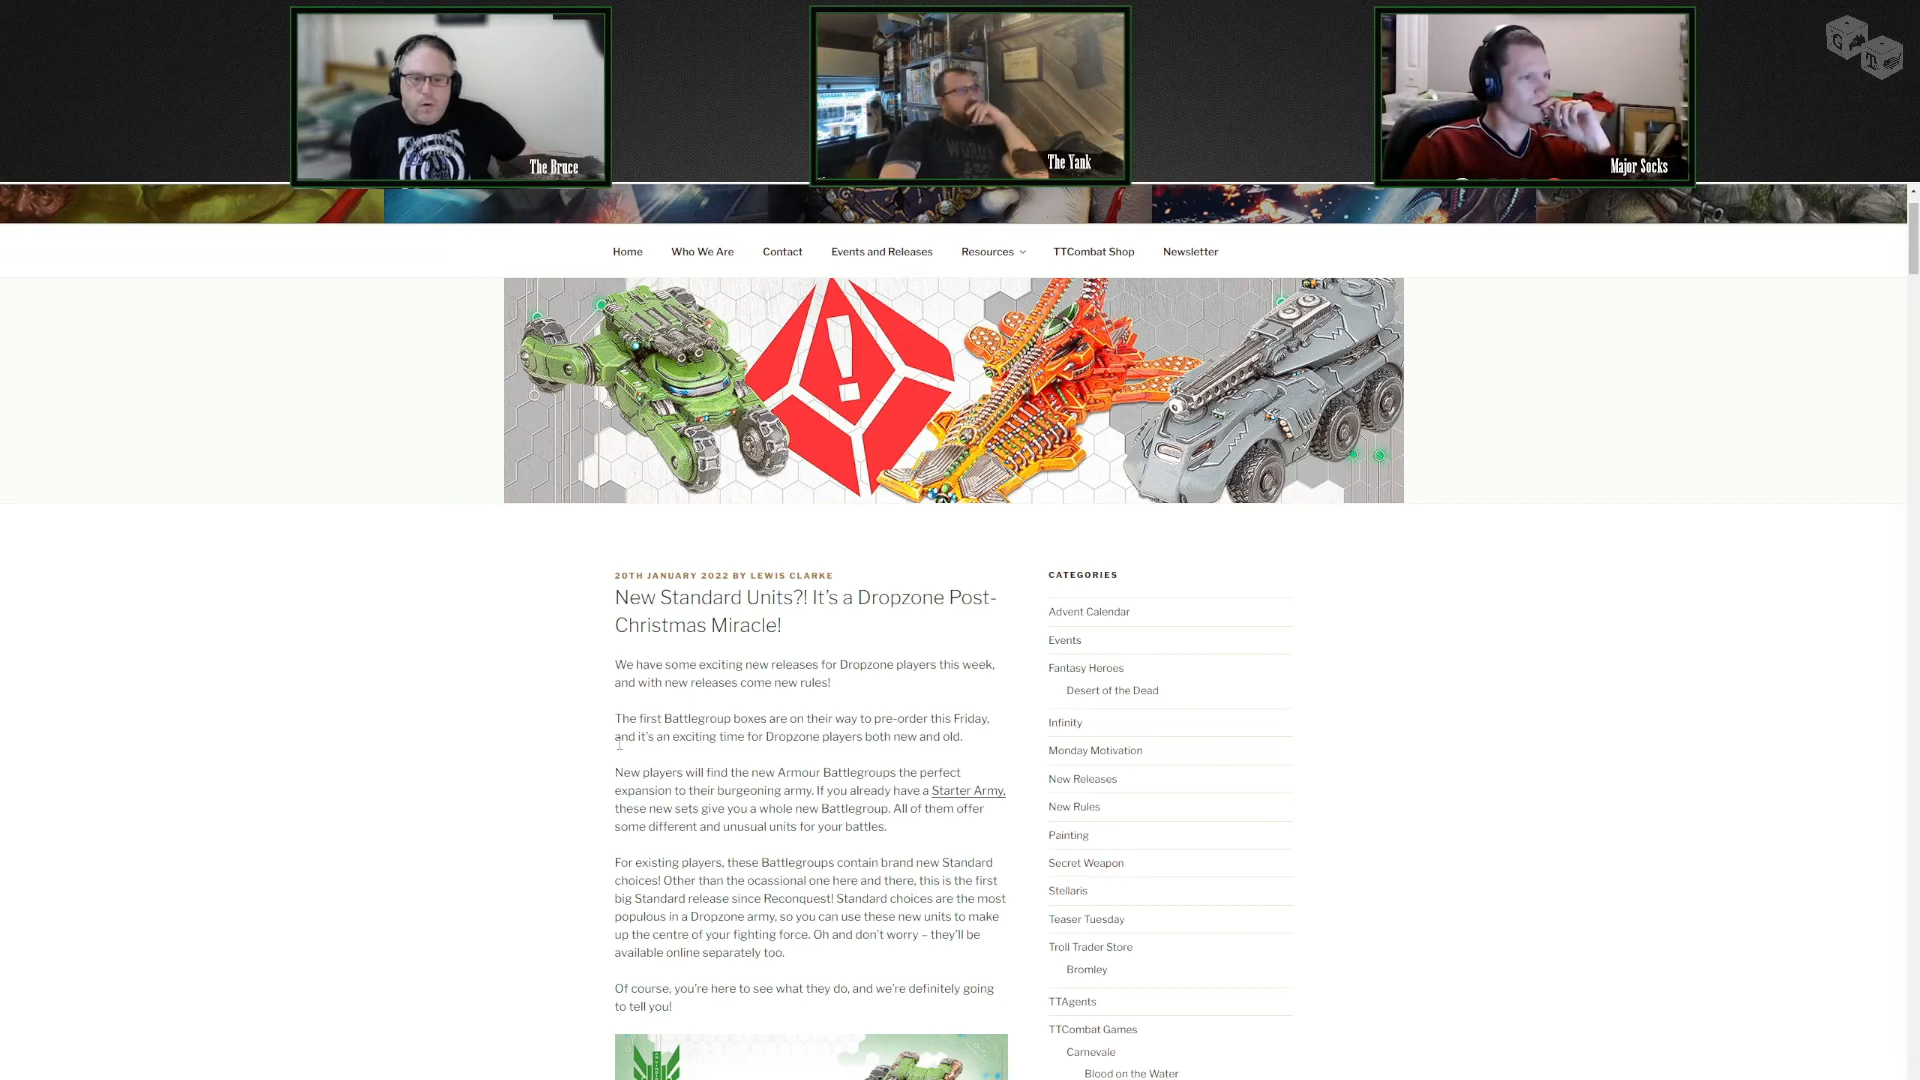 The Bruce
The Yank
Major Socks
Home Who We Are Contact Events and Releases Resources TTCombat Shop Newsletter
20TH JANUARY 2022 BY LEWIS CLARKE
New Standard Units?! It's a Dropzone Post-
Christmas Miracle!
We have some exciting new releases for Dropzone players this week,
and with new releases come new rules!
The first Battlegroup boxes are on their way to pre-order this Friday,
and it's an exciting time for Dropzone players both new and old.
New players will find the new Armour Battlegroups the perfect
expansion to their burgeoning army. If you already have a Starter Army,
these new sets give you a whole new Battlegroup. All of them offer
some different and unusual units for your battles.
For existing players, these Battlegroups contain brand new Standard
choices! Other than the ocassional one here and there, this is the first
big Standard release since Reconquest! Standard choices are the most
populous in a Dropzone army, so you can use these new units to make
up the centre of your fighting force. Oh and don't worry – they'll be
available online separately too.
Of course, you're here to see what they do, and we're definitely going
to tell you!
CATEGORIES
Advent Calendar
Events
Fantasy Heroes
Desert of the Dead
Infinity
Monday Motivation
New Releases
New Rules
Painting
Secret Weapon
Stellaris
Teaser Tuesday
Troll Trader Store
Bromley
TTAgents
TTCombat Games
Carnevale
Blood on the Water